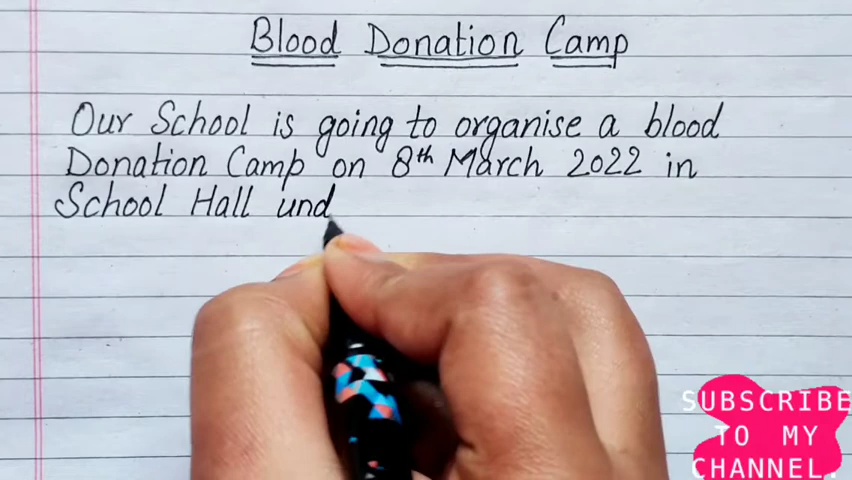 Blood Donation Camp
Our School is going to organise a blood
Donation Camp on 8th March 2022 in
School Hall und
SUBSCRIBE
TO MY
CHANNEL.